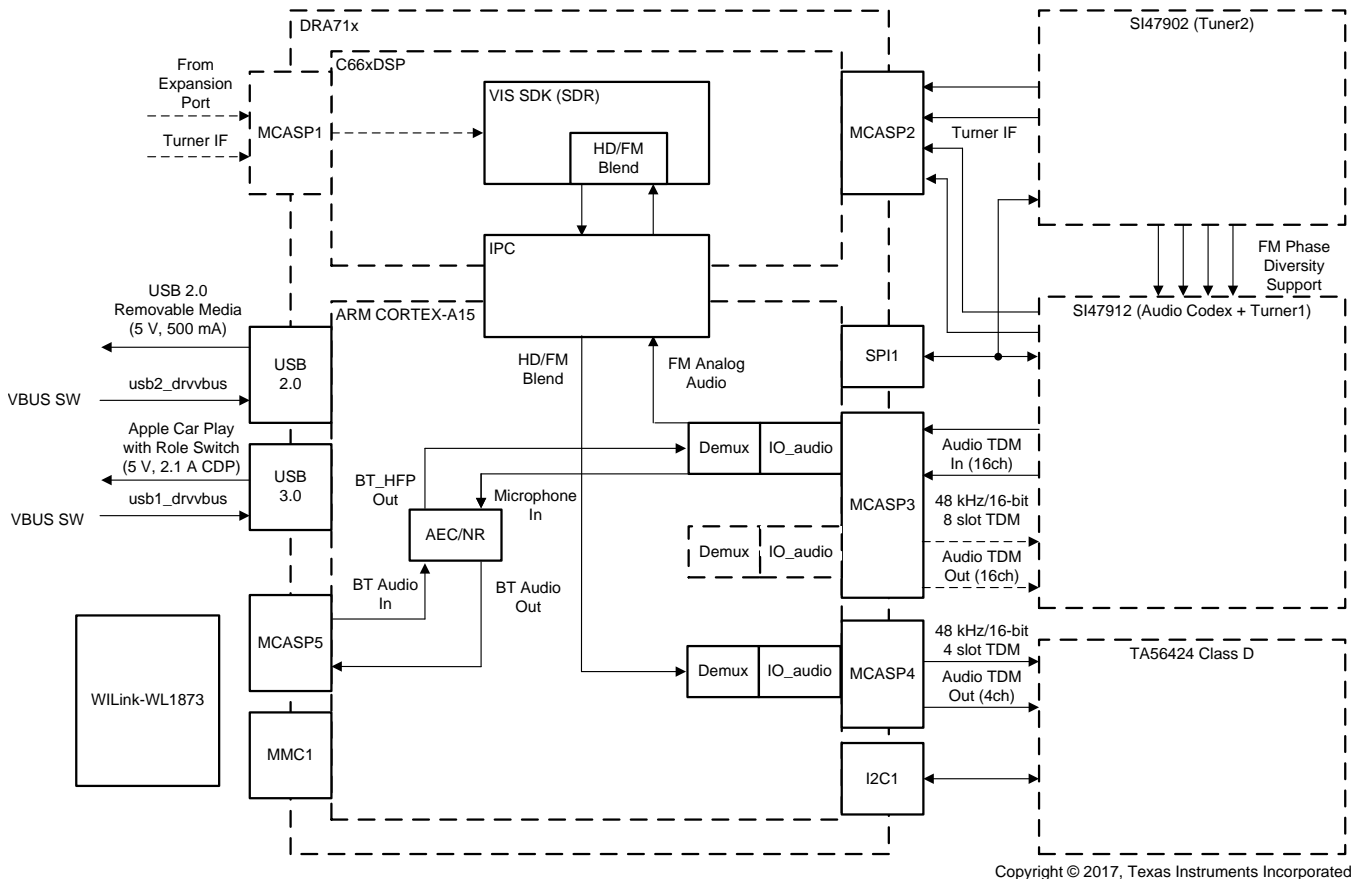 DRA71x
SI47902 (Tuner2)
From
Expansion
Port
C66xDSP
VIS SDK (SDR)
MCASP1
MCASP2
Turner IF
Turner IF
HD/FM
Blend
IPC
FM Phase
Diversity
Support
USB 2.0
Removable Media
(5 V, 500 mA)
ARM CORTEX-A15
SI47912 (Audio Codex + Turner1)
USB
2.0
SPI1
HD/FM
Blend
FM Analog
Audio
usb2_drvvbus
VBUS SW
Apple Car Play
with Role Switch
(5 V, 2.1 A CDP)
USB
3.0
usb1_drvvbus
VBUS SW
Demux
IO_audio
Audio TDM
In (16ch)
BT_HFP
Out
Microphone
In
MCASP3
48 kHz/16-bit
8 slot TDM
AEC/NR
Demux
IO_audio
Audio TDM
Out (16ch)
BT Audio
In
BT Audio
Out
MCASP5
48 kHz/16-bit
4 slot TDM
TA56424 Class D
Demux
IO_audio
MCASP4
Audio TDM
Out (4ch)
WILink-WL1873
MMC1
I2C1
Copyright © 2017, Texas Instruments Incorporated